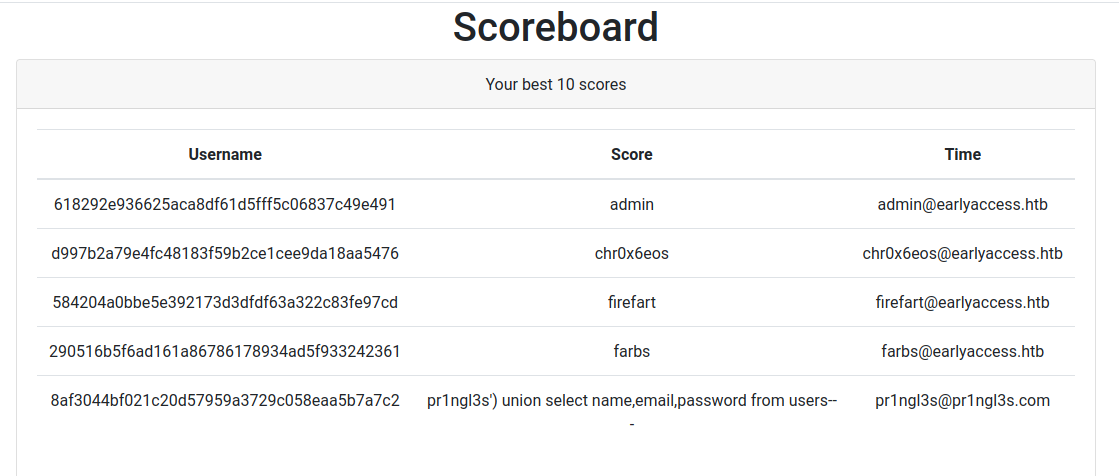 Scoreboard
Your best 10 scores
Username Score Time
618292e936625aca8df61d5fff5c06837c49e491 admin admin@earlyaccess.htb
d997b2a79e4fc48183f59b2ce1cee9da18aa5476 chr0x6eos chr0x6eos@earlyaccess.htb
584204a0bbe5e392173d3dfdf63a322c83fe97cd firefart firefart@earlyaccess.htb
290516b5f6ad161a86786178934ad5f933242361 farbs farbs@earlyaccess.htb
8af3044bf021c20d57959a3729c058eaa5b7a7c2 pr1ngl3s') union select name,email,password from users-- pr1ngl3s@pr1ngl3s.com
-